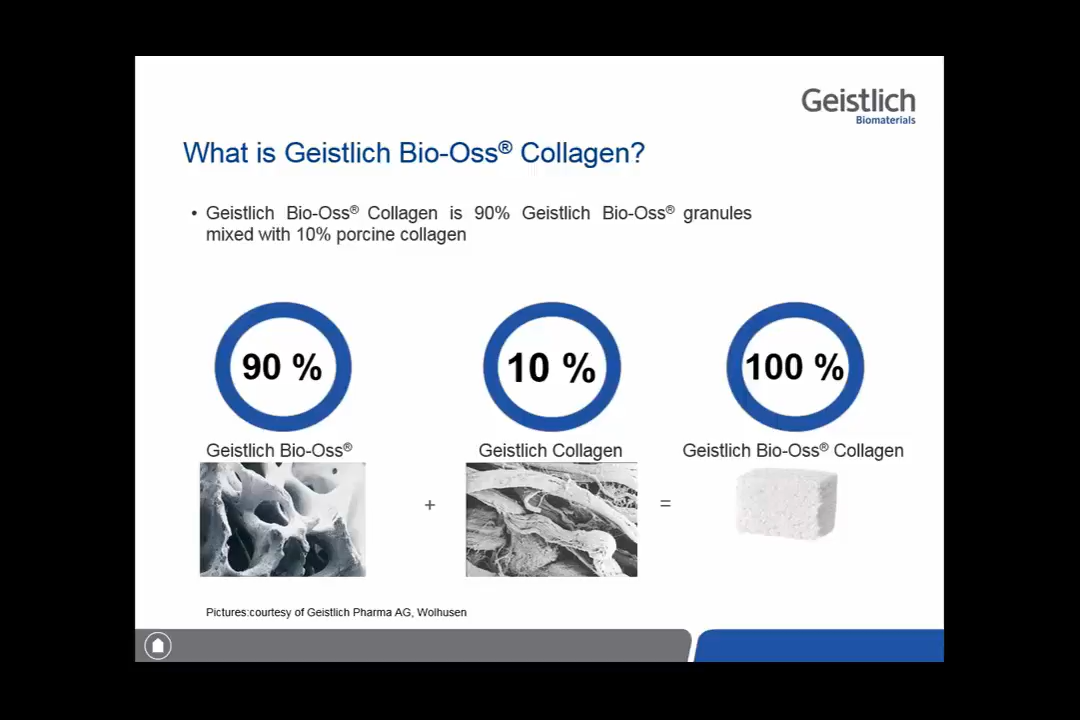 Geistlich
Biomaterials
What is Geistlich Bio-Oss® Collagen?
• Geistlich Bio-Oss® Collagen is 90% Geistlich Bio-Oss® granules
mixed with 10% porcine collagen
90 % 10 % 100 %
Geistlich Bio-Oss® Geistlich Collagen Geistlich Bio-Oss® Collagen
+ =
Pictures:courtesy of Geistlich Pharma AG, Wolhusen